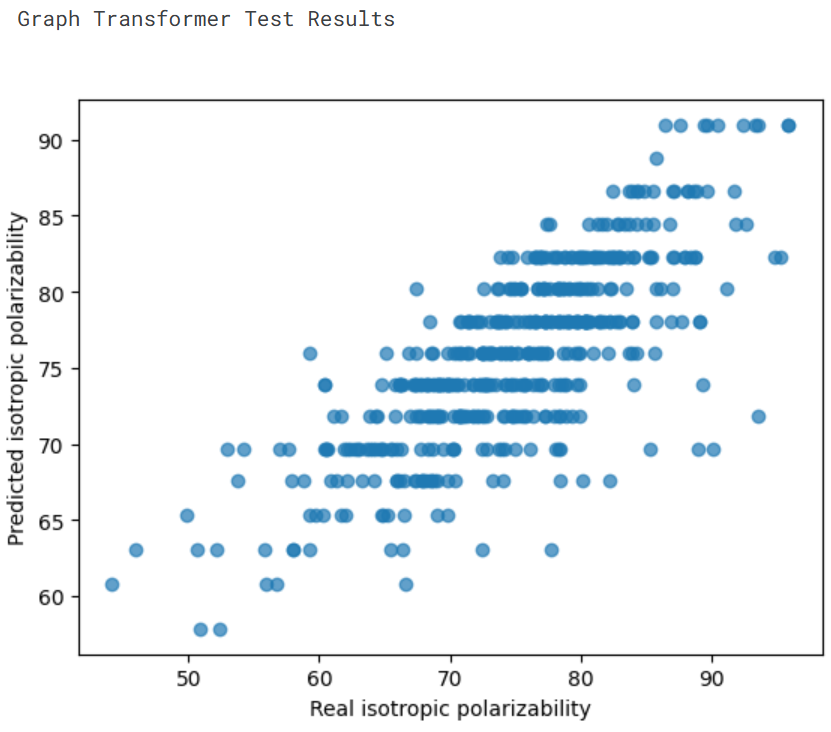 Graph Transformer Test Results
90
85
80
75
70
65
60
Predicted isotropic polarizability
50 60 70 80 90
Real isotropic polarizability